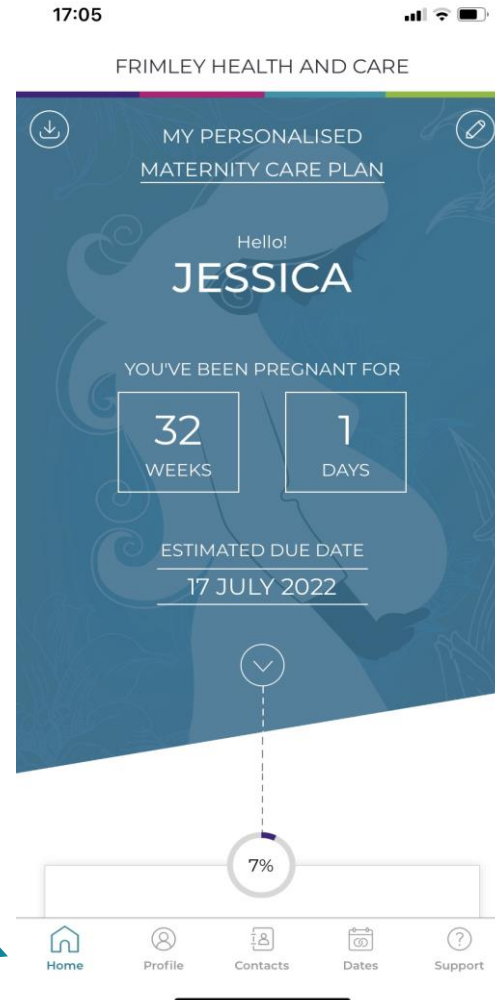 17:05
FRIMLEY HEALTH AND CARE
MY PERSONALISED
MATERNITY CARE PLAN
Hello!
JESSICA
YOU'VE BEEN PREGNANT FOR
32 1
WEEKS DAYS
ESTIMATED DUE DATE
17 JULY 2022
7%
Home Profile Contacts Dates Support